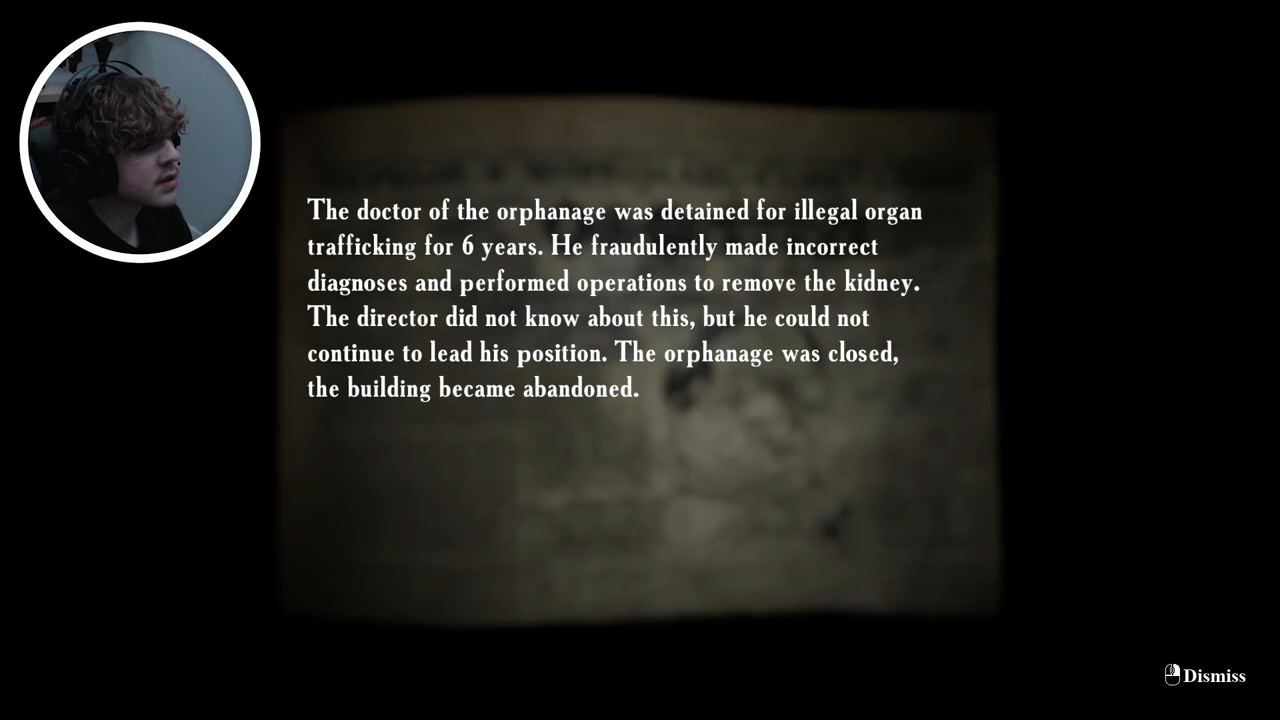 The doctor of the orphanage was detained for illegal organ
trafficking for 6 years. He fraudulently made incorrect
diagnoses and performed operations to remove the kidney.
The director did not know about this, but he could not
continue to lead his position. The orphanage was closed,
the building became abandoned.
Dismiss